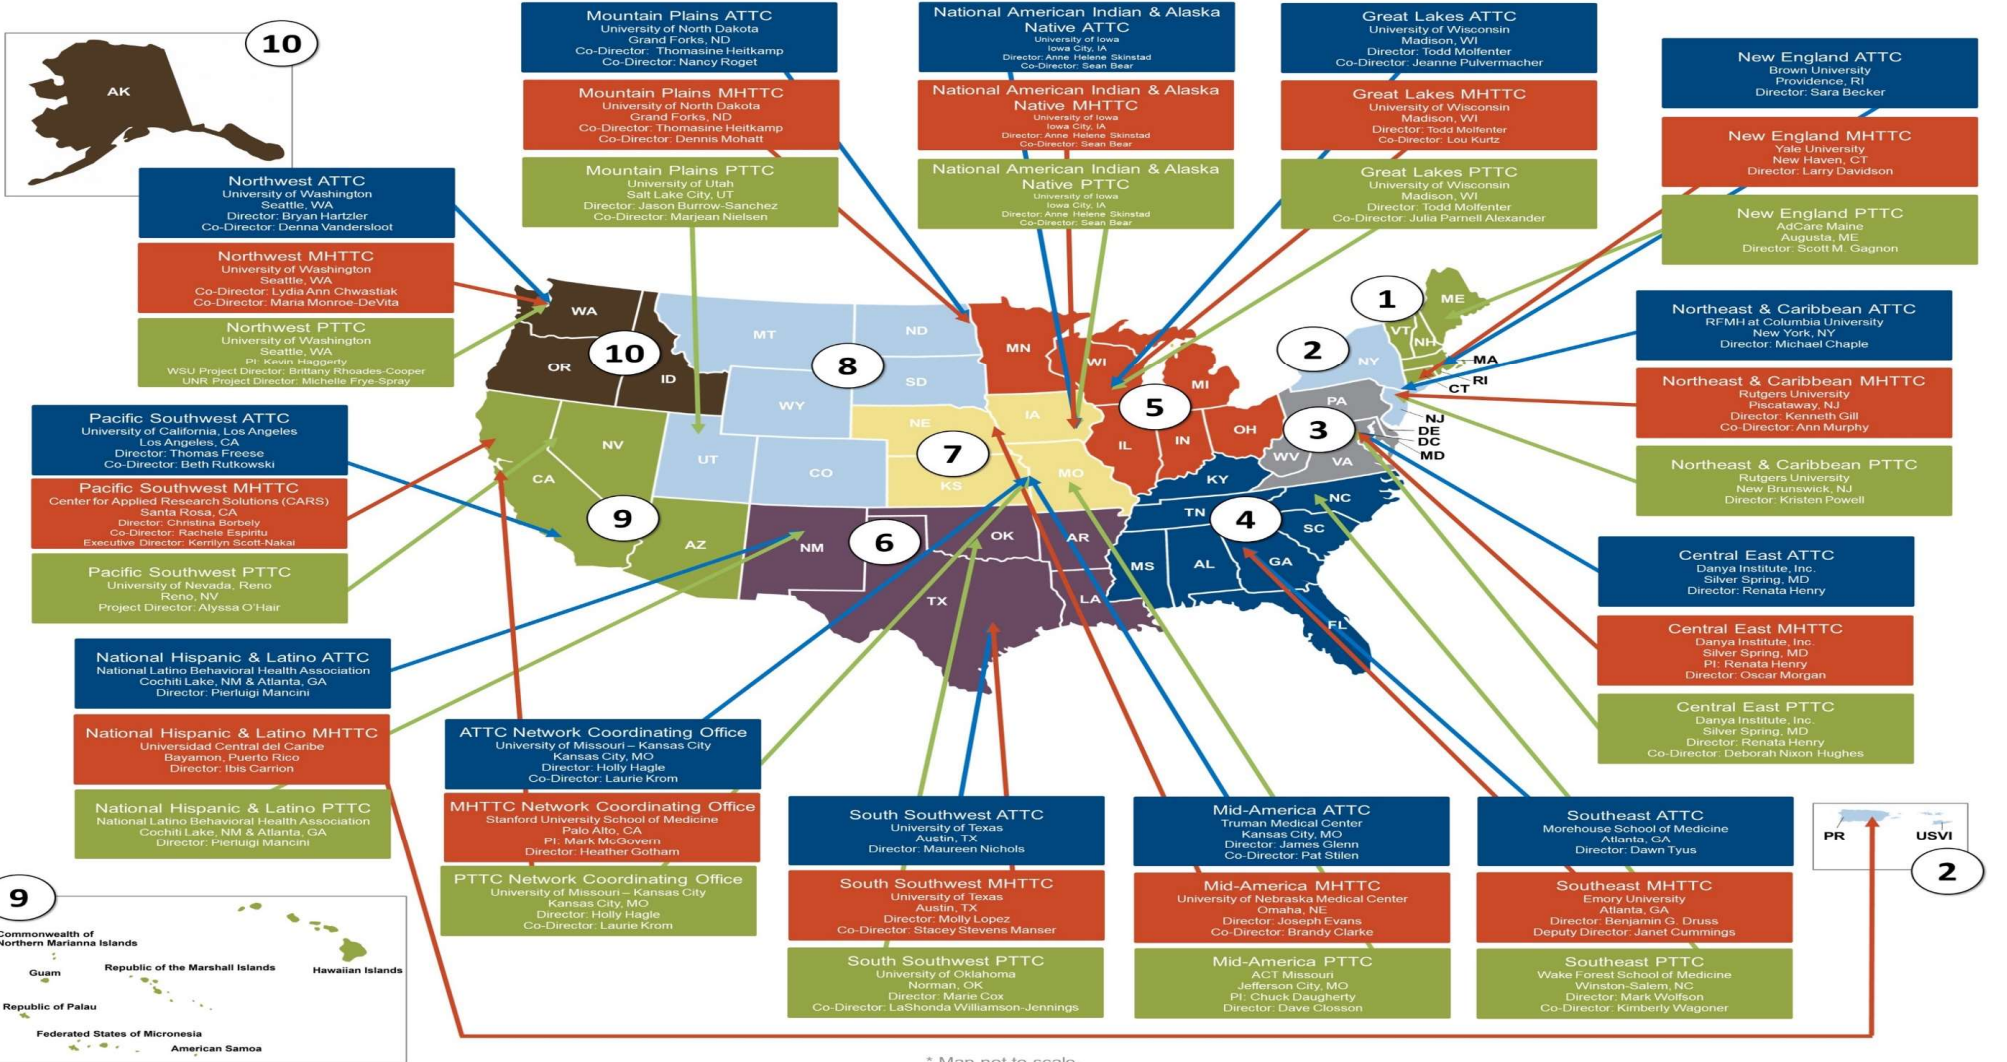 10
AK
Mountain Plains ATTC
University of North Dakota
Grand Forks, ND
Co-Director: Thomasine Heitkamp
Co-Director: Nancy Roget
Mountain Plains MHTTC
University of North Dakota
Grand Forks, ND
Co-Director: Thomasine Heitkamp
Co-Director: Dennis Mohatt
Mountain Plains PTTC
University of Utah
Salt Lake City, UT
Director: Jason Burrow-Sanchez
Co-Director: Marjean Nielsen
National American Indian & Alaska
Native ATTC
University of Iowa
Iowa City, IA
Director: Anne Helene Skinstad
Co-Director: Sean Bear
National American Indian & Alaska
Native MHTTC
University of Iowa
Iowa City, IA
Director: Anne Helene Skinstad
Co-Director: Sean Bear
National American Indian & Alaska
Native PTTC
University of Iowa
Iowa City, IA
Director: Anne Helene Skinstad
Co-Director: Sean Bear
Great Lakes ATTC
University of Wisconsin
Madison, WI
Director: Todd Molfenter
Co-Director: Jeanne Pulvermacher
Great Lakes MHTTC
University of Wisconsin
Madison, WI
Director: Todd Molfenter
Co-Director: Lou Kurtz
Great Lakes PTTC
University of Wisconsin
Madison, WI
Director: Todd Molfenter
Co-Director: Julia Parnell Alexander
New England ATTC
Brown University
Providence, RI
Director: Sara Becker
New England MHTTC
Yale University
New Haven, CT
Director: Larry Davidson
New England PTTC
AdCare Maine
Augusta, ME
Director: Scott M. Gagnon
Northwest ATTC
University of Washington
Seattle, WA
Director: Bryan Hartzler
Co-Director: Denna Vandersloot
Northwest MHTTC
University of Washington
Seattle, WA
Co-Director: Lydia Ann Chwastiak
Co-Director: Maria Monroe-DeVita
Northwest PTTC
University of Washington
Seattle, WA
PI: Kevin Haggerty
WSU Project Director: Brittany Rhoades-Cooper
UNR Project Director: Michelle Frye-Spray
Pacific Southwest ATTC
University of California, Los Angeles
Los Angeles, CA
Director: Thomas Freese
Co-Director: Beth Rutkowski
Pacific Southwest MHTTC
Center for Applied Research Solutions (CARS)
Santa Rosa, CA
Director: Christina Borbely
Co-Director: Rachele Espiritu
Executive Director: Kerrilyn Scott-Nakai
Pacific Southwest PTTC
University of Nevada, Reno
Reno, NV
Project Director: Alyssa O'Hair
WA
OR
ID
10
MT
ND
SD
WY
8
UT
CO
NV
CA
AZ
9
NE
KS
IA
MO
7
NM
OK
TX
AR
LA
6
MN
WI
MI
IL
IN
OH
5
KY
TN
NC
SC
MS
AL
GA
FL
4
PA
WV
VA
3
DE
DC
MD
NY
NJ
2
ME
VT
NH
MA
RI
CT
1
Northeast & Caribbean ATTC
RFMH at Columbia University
New York, NY
Director: Michael Chaple
Northeast & Caribbean MHTTC
Rutgers University
Piscataway, NJ
Director: Kenneth Gill
Co-Director: Ann Murphy
Northeast & Caribbean PTTC
Rutgers University
New Brunswick, NJ
Director: Kristen Powell
Central East ATTC
Danya Institute, Inc.
Silver Spring, MD
Director: Renata Henry
Central East MHTTC
Danya Institute, Inc.
Silver Spring, MD
PI: Renata Henry
Director: Oscar Morgan
Central East PTTC
Danya Institute, Inc.
Silver Spring, MD
Director: Renata Henry
Co-Director: Deborah Nixon Hughes
National Hispanic & Latino ATTC
National Latino Behavioral Health Association
Cochiti Lake, NM & Atlanta, GA
Director: Pierluigi Mancini
National Hispanic & Latino MHTTC
Universidad Central del Caribe
Bayamon, Puerto Rico
Director: Ibis Carrion
National Hispanic & Latino PTTC
National Latino Behavioral Health Association
Cochiti Lake, NM & Atlanta, GA
Director: Pierluigi Mancini
ATTC Network Coordinating Office
University of Missouri – Kansas City
Kansas City, MO
Director: Holly Hagle
Co-Director: Laurie Krom
MHTTC Network Coordinating Office
Stanford University School of Medicine
Palo Alto, CA
PI: Mark McGovern
Director: Heather Gotham
PTTC Network Coordinating Office
University of Missouri – Kansas City
Kansas City, MO
Director: Holly Hagle
Co-Director: Laurie Krom
South Southwest ATTC
University of Texas
Austin, TX
Director: Maureen Nichols
South Southwest MHTTC
University of Texas
Austin, TX
Director: Molly Lopez
Co-Director: Stacey Stevens Manser
South Southwest PTTC
University of Oklahoma
Norman, OK
Director: Marie Cox
Co-Director: LaShonda Williamson-Jennings
Mid-America ATTC
Truman Medical Center
Kansas City, MO
Director: James Glenn
Co-Director: Pat Stilen
Mid-America MHTTC
University of Nebraska Medical Center
Omaha, NE
Director: Joseph Evans
Co-Director: Brandy Clarke
Mid-America PTTC
ACT Missouri
Jefferson City, MO
PI: Chuck Daugherty
Director: Dave Closson
Southeast ATTC
Morehouse School of Medicine
Atlanta, GA
Director: Dawn Tyus
Southeast MHTTC
Emory University
Atlanta, GA
Director: Benjamin G. Druss
Deputy Director: Janet Cummings
Southeast PTTC
Wake Forest School of Medicine
Winston-Salem, NC
Director: Mark Wolfson
Co-Director: Kimberly Wagoner
PR
USVI
2
9
Commonwealth of
Northern Marianna Islands
Guam
Republic of the Marshall Islands
Hawaiian Islands
Republic of Palau
Federated States of Micronesia
American Samoa
* Map not to scale